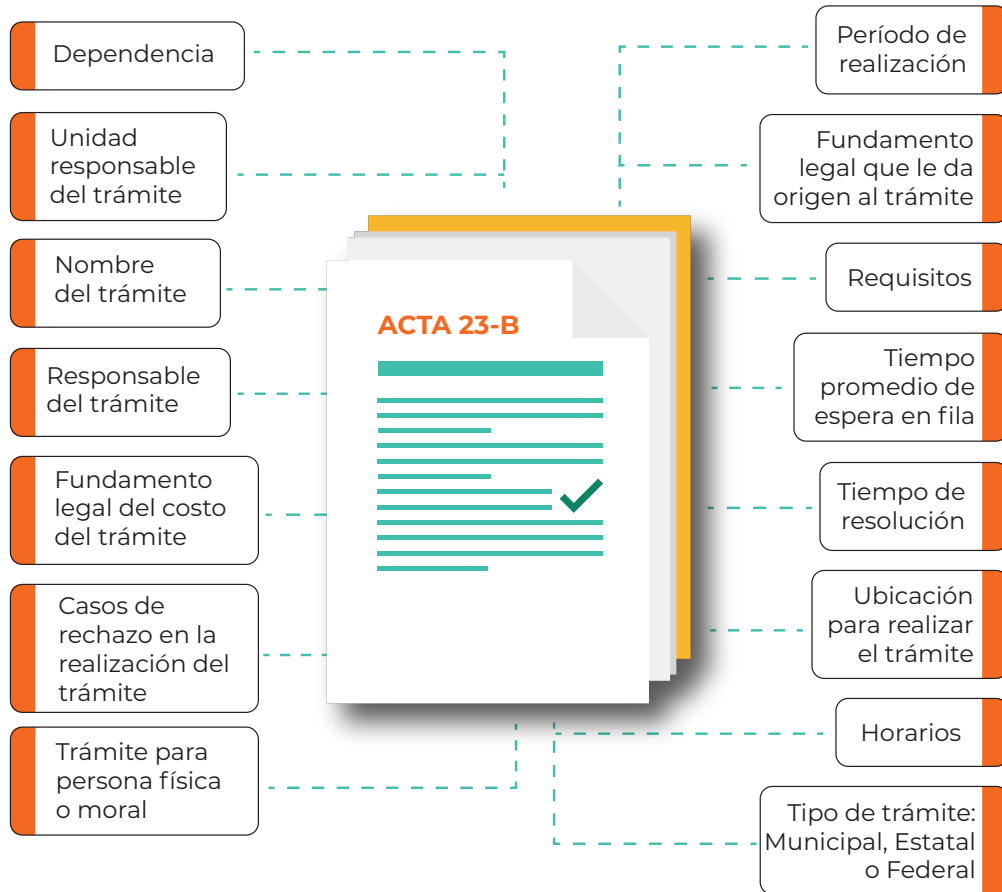 Dependencia
Unidad
responsable
del trámite
Nombre
del trámite
Responsable
del trámite
Fundamento
legal del costo
del trámite
Casos de
rechazo en la
realización del
trámite
Trámite para
persona física
o moral
ACTA 23-B
Período de
realización
Fundamento
legal que le da
origen al trámite
Requisitos
Tiempo
promedio de
espera en fila
Tiempo de
resolución
Ubicación
para realizar
el trámite
Horarios
Tipo de trámite:
Municipal, Estatal
o Federal